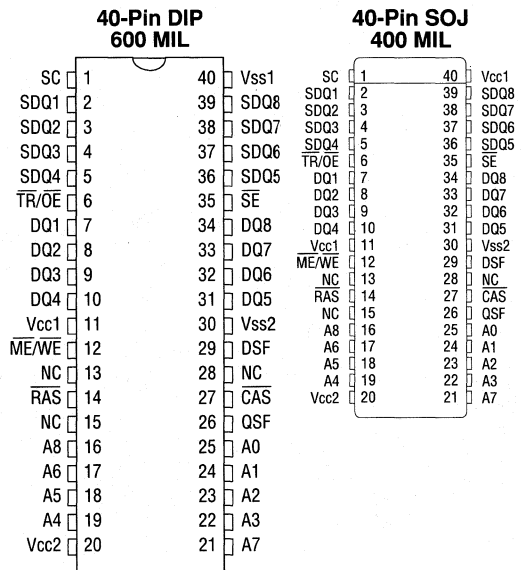 40-Pin DIP
600 MIL
SC 1 40 Vss1
SDQ1 2 39 SDQ8
SDQ2 3 38 SDQ7
SDQ3 4 37 SDQ6
SDQ4 5 36 SDQ5
TR/OE 6 35 SE
DQ1 7 34 DQ8
DQ2 8 33 DQ7
DQ3 9 32 DQ6
DQ4 10 31 DQ5
Vcc1 11 30 Vss2
ME/WE 12 29 DSF
NC 13 28 NC
RAS 14 27 CAS
NC 15 26 QSF
A8 16 25 A0
A6 17 24 A1
A5 18 23 A2
A4 19 22 A3
Vcc2 20 21 A7
40-Pin SOJ
400 MIL
SC 1 40 Vcc1
SDQ1 2 39 SDQ8
SDQ2 3 38 SDQ7
SDQ3 4 37 SDQ6
SDQ4 5 36 SDQ5
TR/OE 6 35 SE
DQ1 7 34 DQ8
DQ2 8 33 DQ7
DQ3 9 32 DQ6
DQ4 10 31 DQ5
Vcc1 11 30 Vss2
ME/WE 12 29 DSF
NC 13 28 NC
RAS 14 27 CAS
NC 15 26 QSF
A8 16 25 A0
A6 17 24 A1
A5 18 23 A2
A4 19 22 A3
Vcc2 20 21 A7